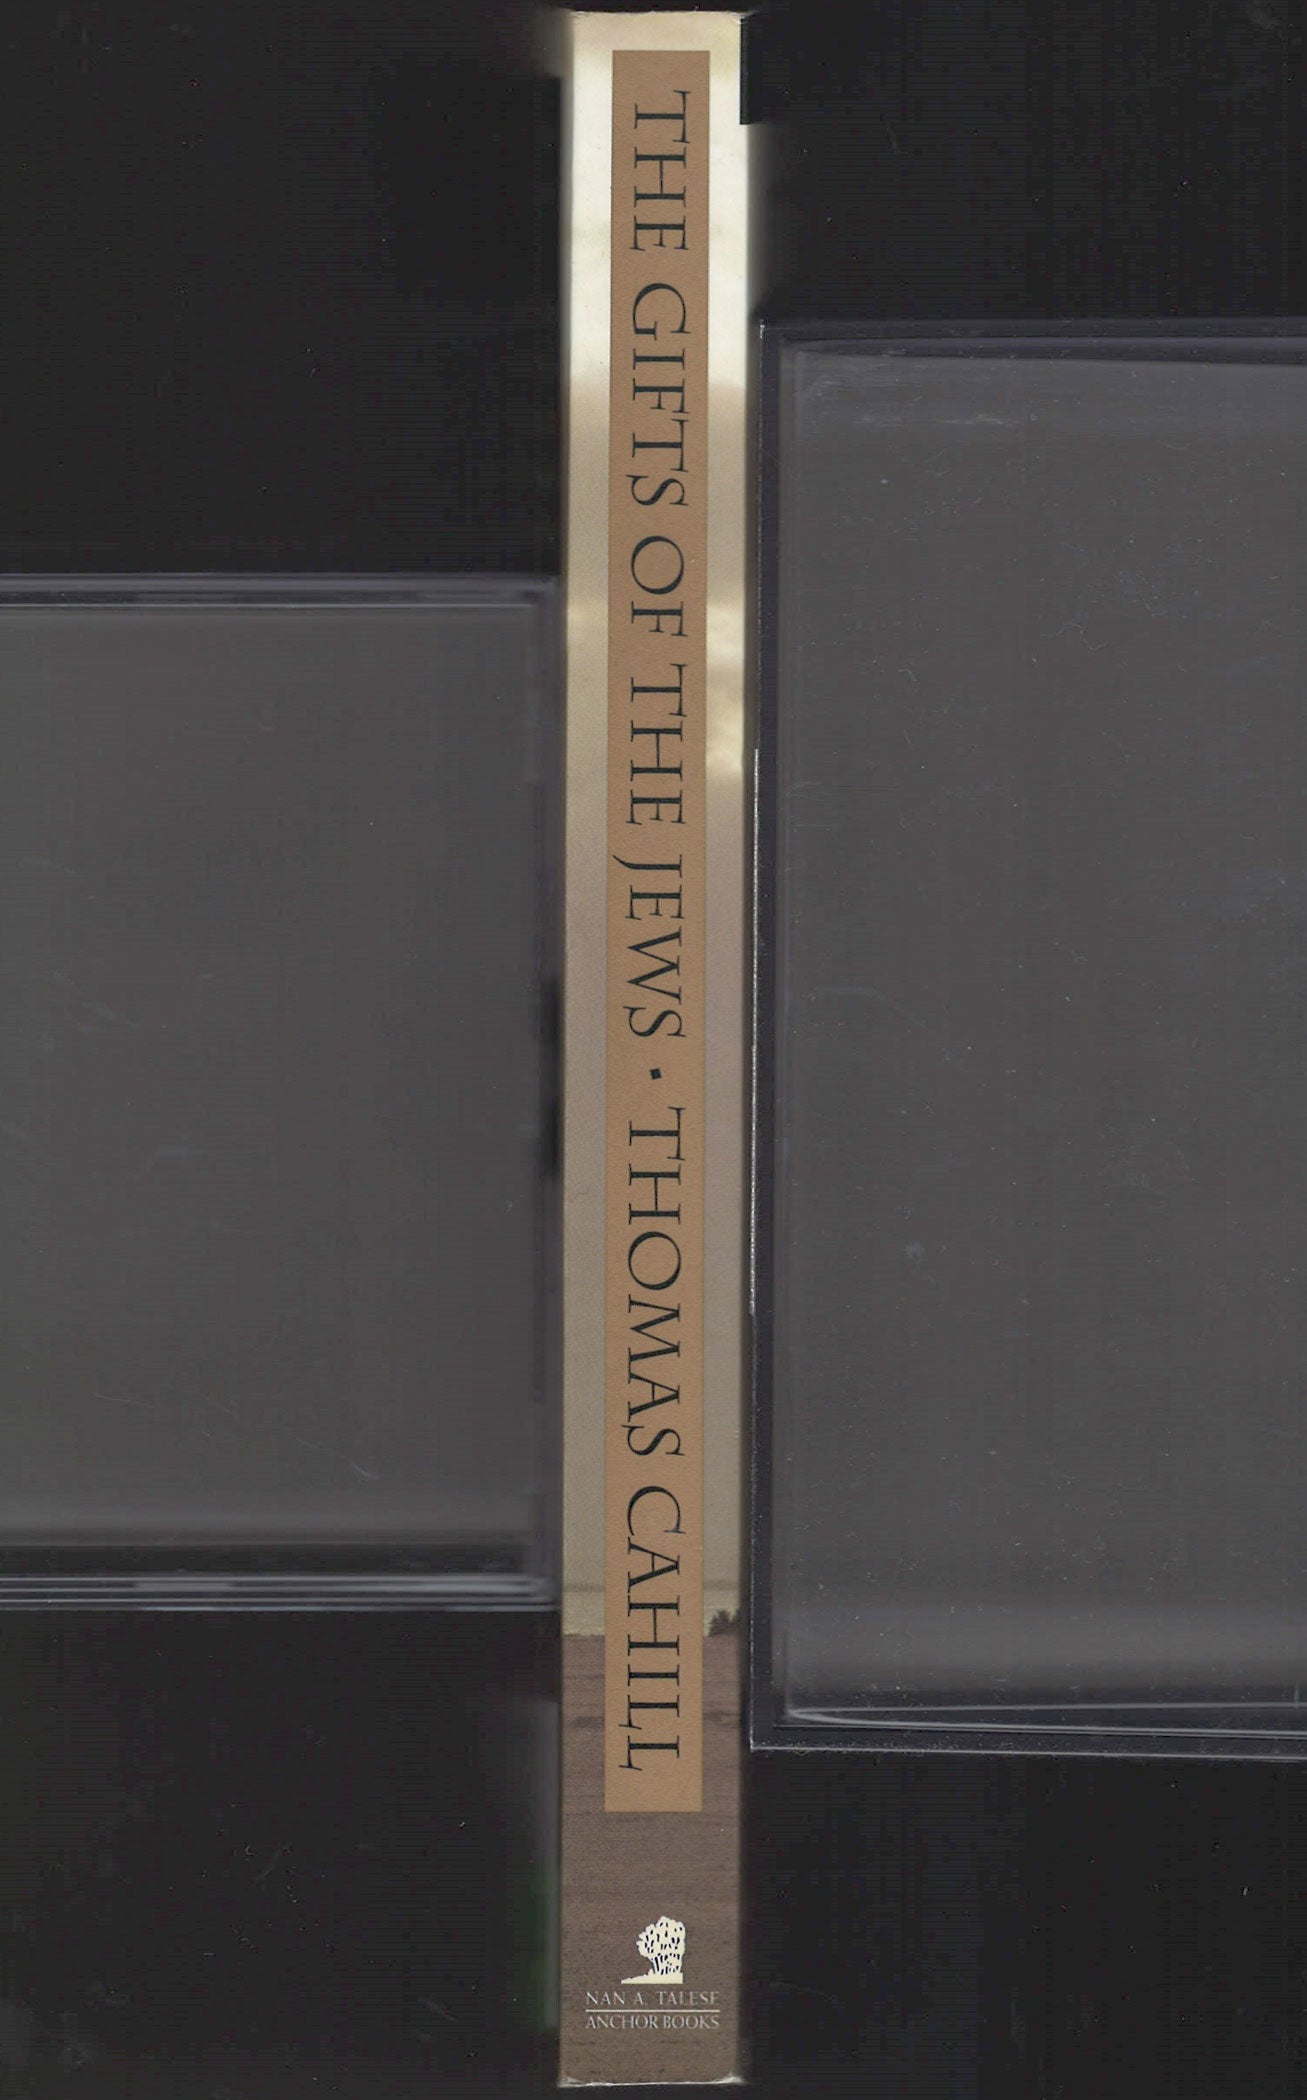 THE GIFTS OF THE JEWS · THOMAS CAHILL
NAN A. TALESE
ANCHOR BOOKS